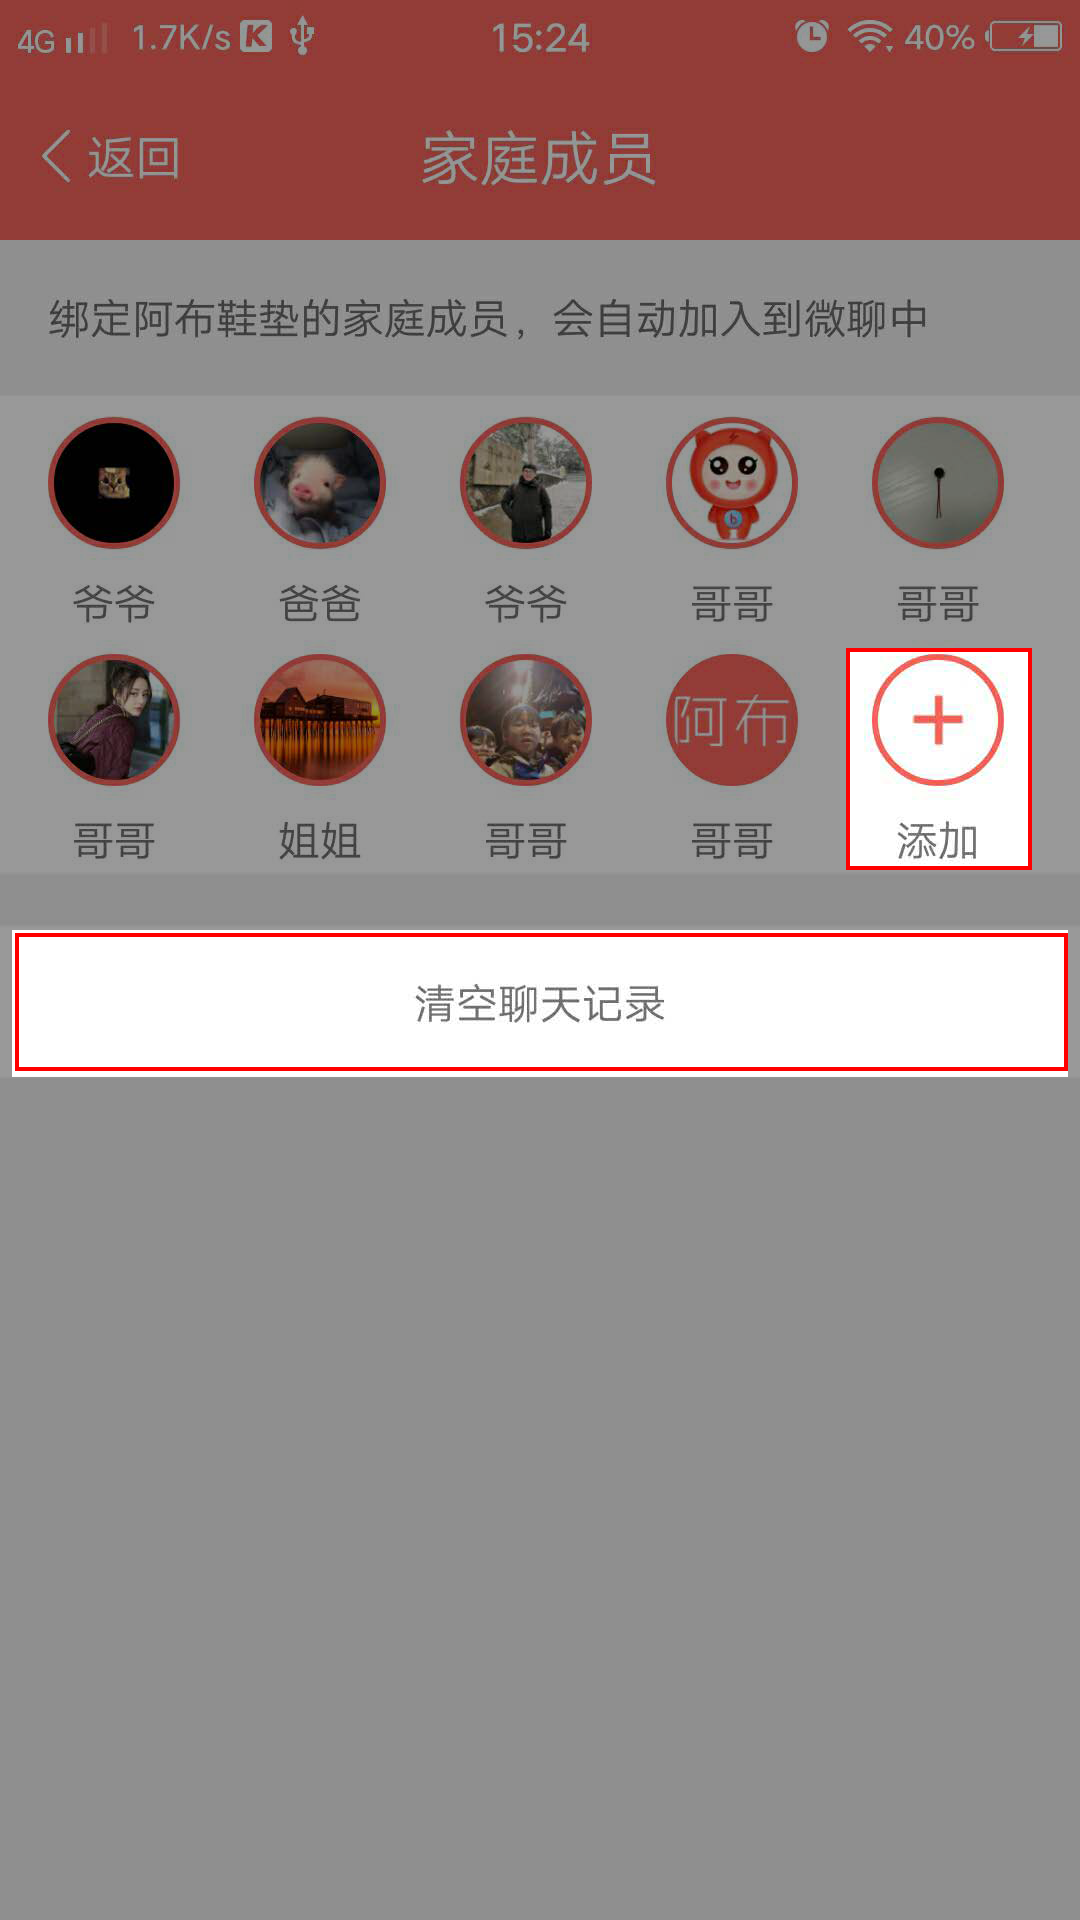 4G 1.7K/s K 15:24 40%
返回 家庭成员
绑定阿布鞋垫的家庭成员，会自动加入到微聊中
爷爷 爸爸 爷爷 哥哥 哥哥
阿布
哥哥 姐姐 哥哥 哥哥 添加
清空聊天记录